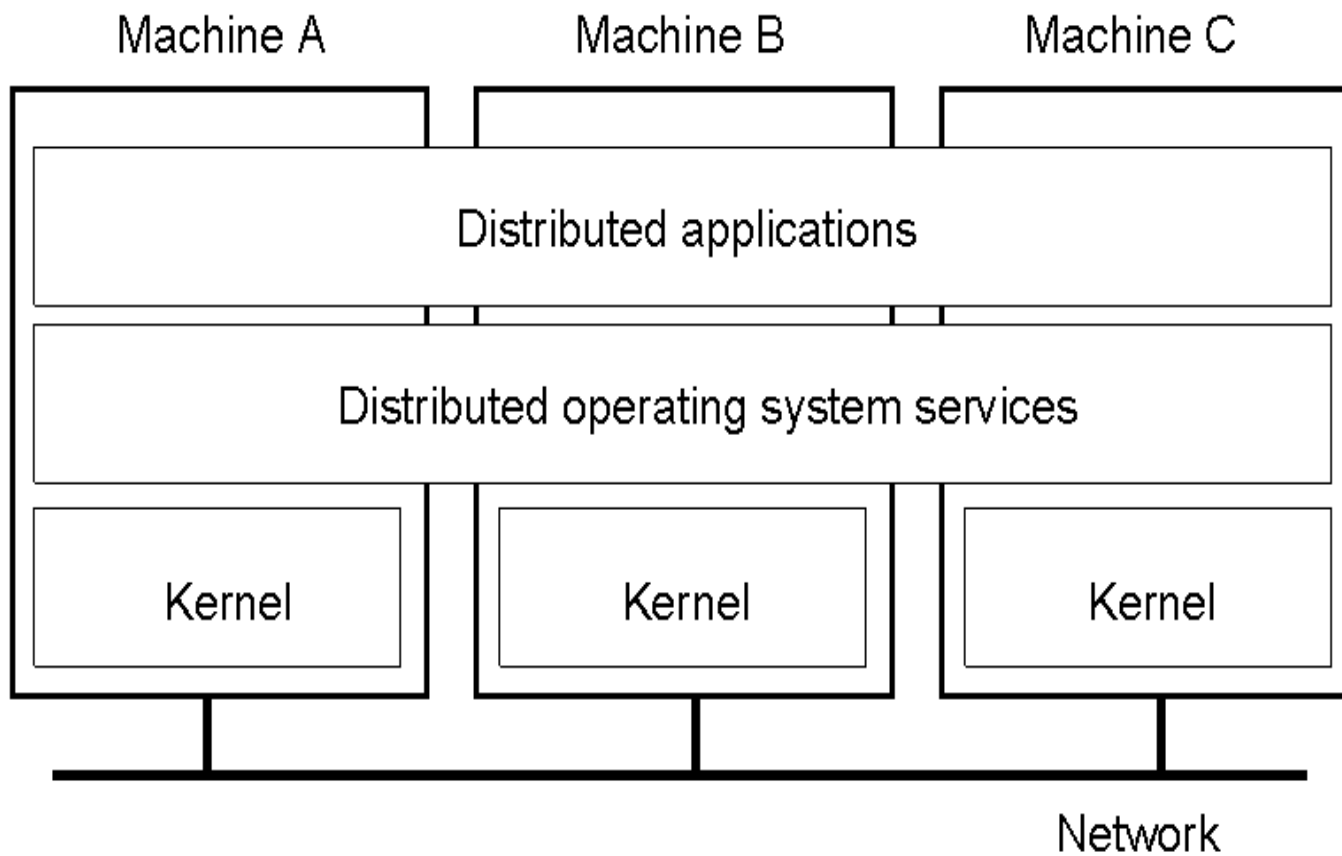 Machine A
Machine B
Machine C
Distributed applications
Distributed operating system services
Kernel
Kernel
Kernel
Network